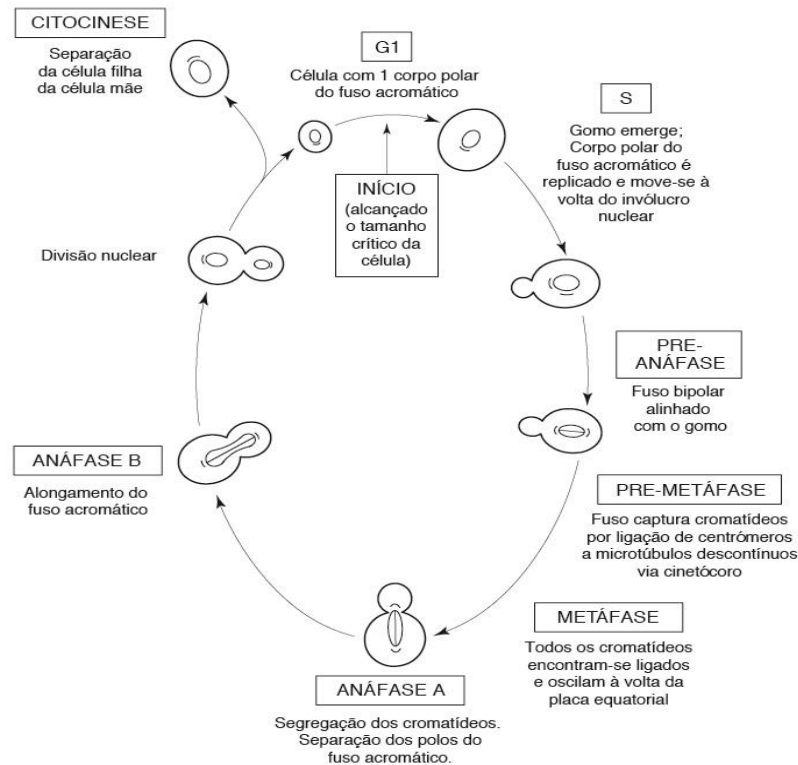 CITOCINESE
Separação
da célula filha
da célula mãe
G1
Célula com 1 corpo polar
do fuso acromático
S
Gomo emerge;
Corpo polar do
fuso acromático é
replicado e move-se à
volta do invólucro
nuclear
INÍCIO
(alcançado
o tamanho
crítico da
célula)
Divisão nuclear
PRE-
ANÁFASE
Fuso bipolar
alinhado
com o gomo
ANÁFASE B
Alongamento do
fuso acromático
PRE-METÁFASE
Fuso captura cromatídeos
por ligação de centrómeros
a microtúbulos descontínuos
via cinetócoro
METÁFASE
Todos os cromatídeos
encontram-se ligados
e oscilam à volta da
placa equatorial
ANÁFASE A
Segregação dos cromatídeos.
Separação dos polos do
fuso acromático.